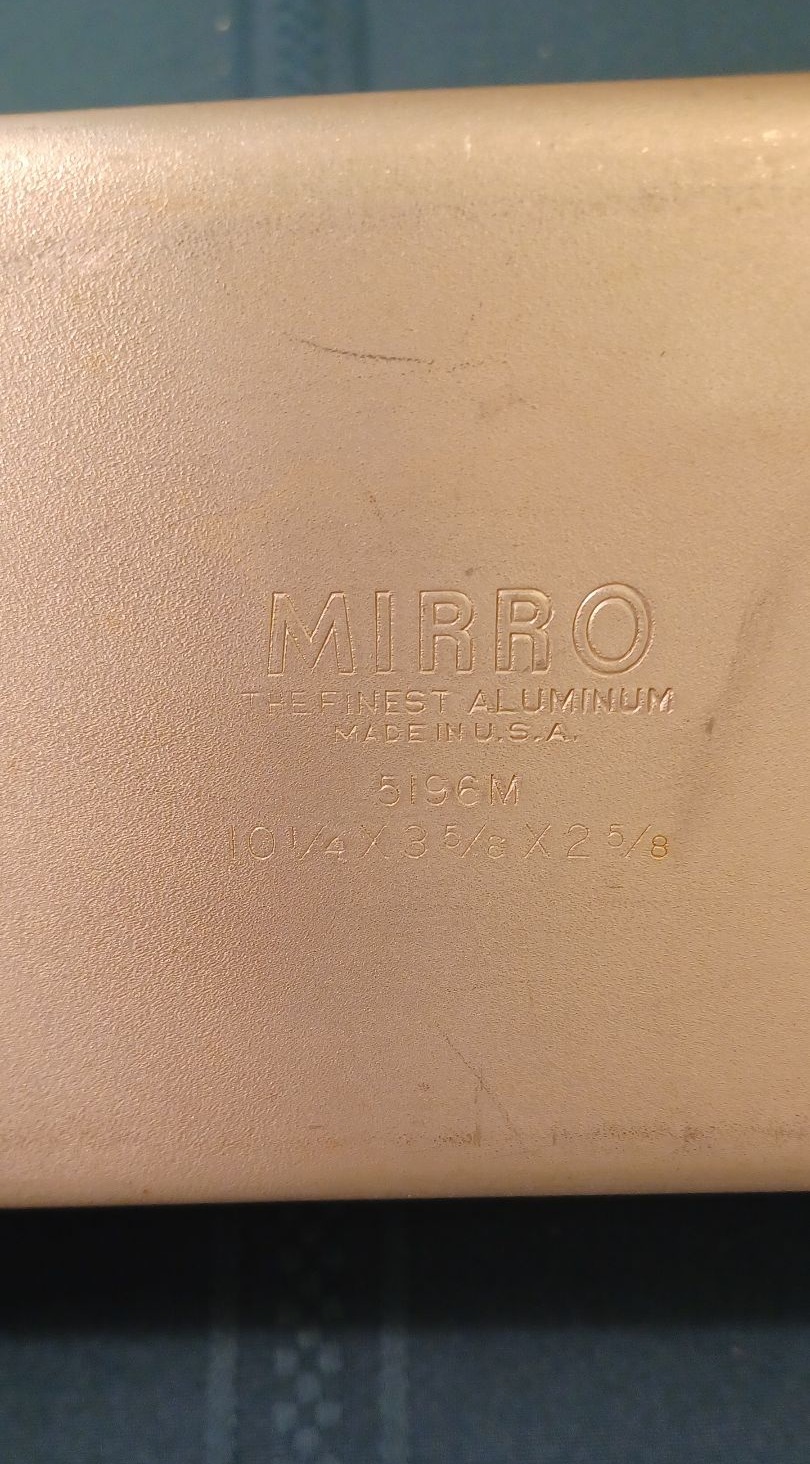 MIRRO
THE FINEST ALUMINUM
MADE IN U.S.A.
5196M
10 1/4 X 3 5/8 X 2 5/8